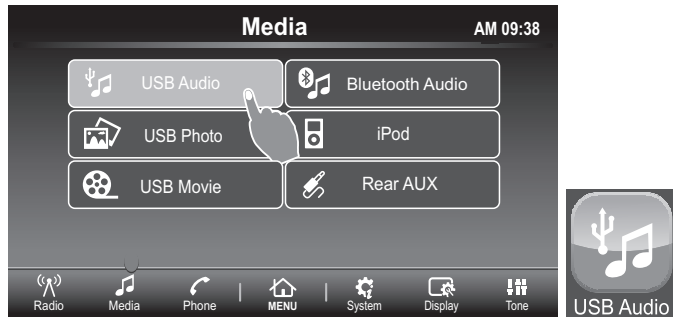 Media
AM 09:38
USB Audio
Bluetooth Audio
USB Photo
iPod
USB Movie
Rear AUX
Radio
Media
Phone
MENU
System
Display
Tone
USB Audio